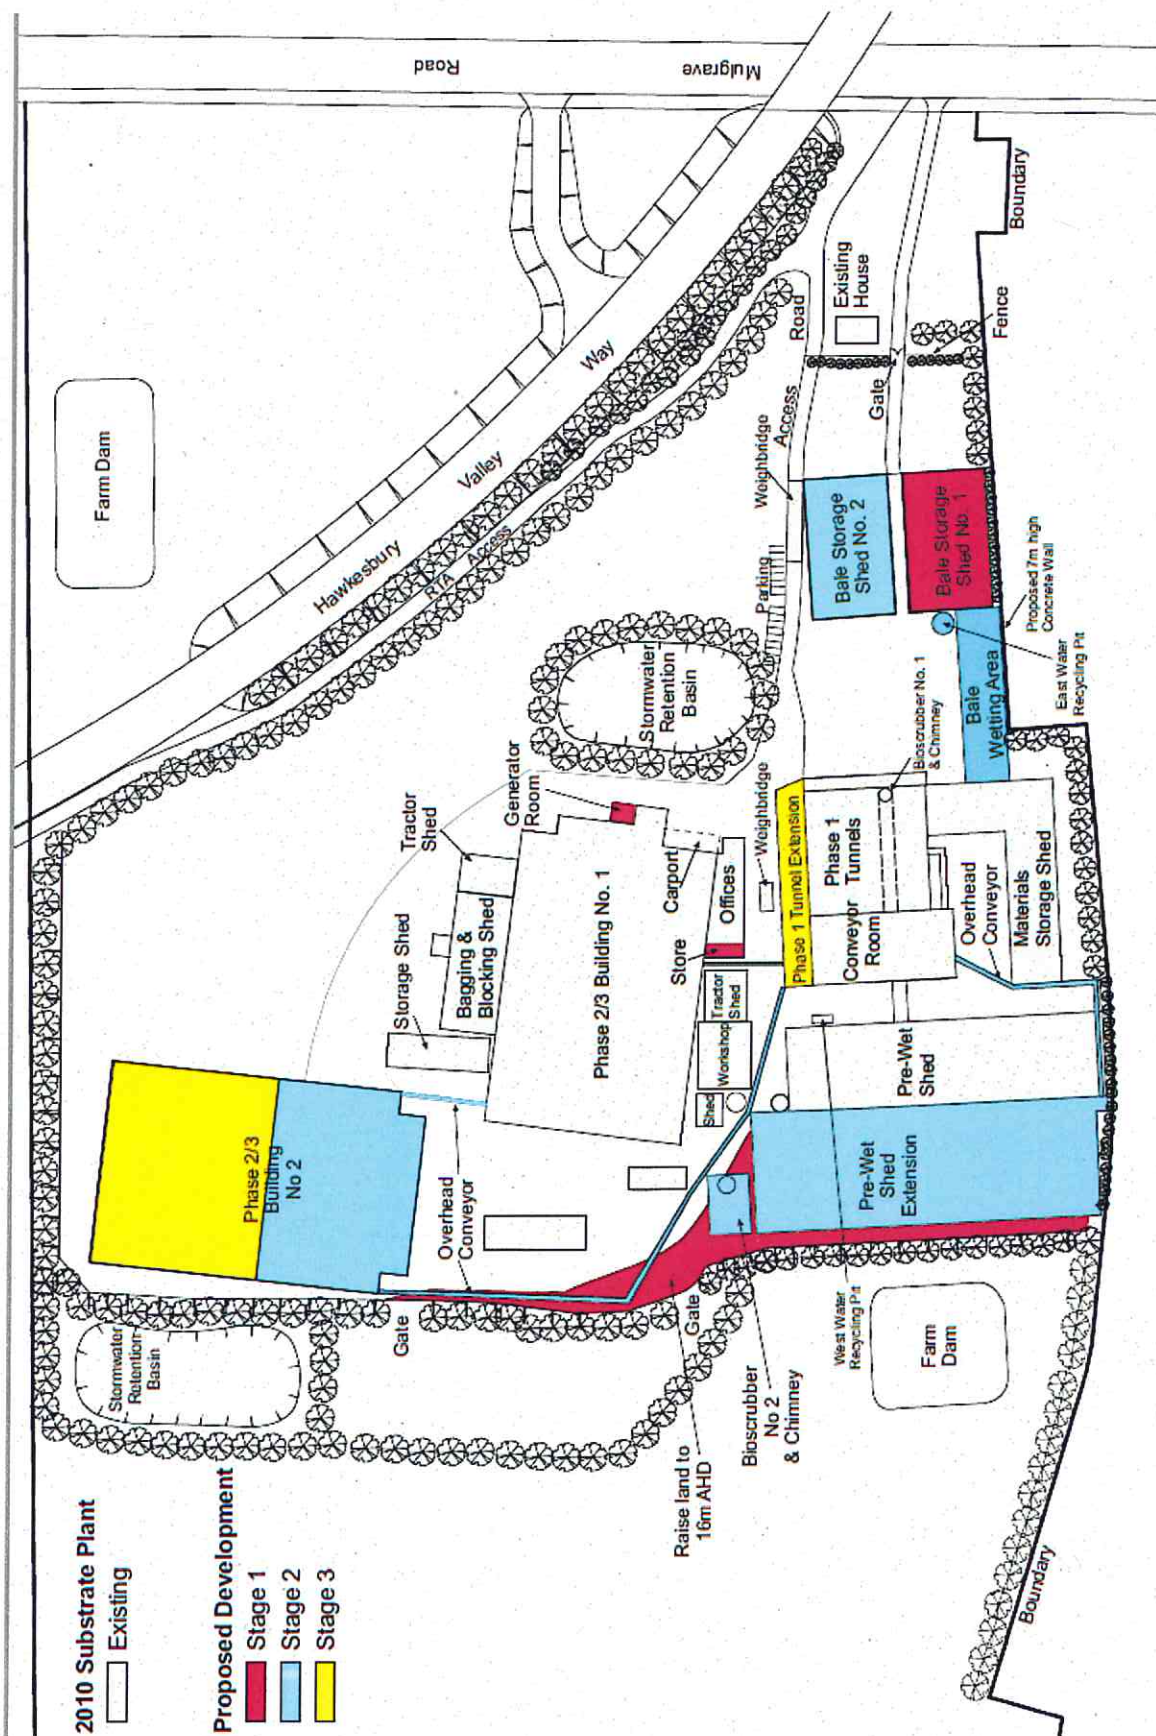 2010 Substrate Plant
Existing
Proposed Development
Stage 1
Stage 2
Stage 3
Stormwater
Retention
Basin
Phase 2/3
Building
No 2
Gate
Overhead
Conveyor
Storage Shed
Tractor
Shed
Bagging &
Blocking Shed
Generator
Room
Phase 2/3 Building No. 1
Carport
Farm Dam
Hawkesbury
Valley
Way
RTA
Access
Mulgrave
Road
Stormwater
Retention
Basin
Raise land to
16m AHD
Gate
Bioscrubber
No 2
& Chimney
Shed
Workshop
Tractor
Shed
Store
Offices
Weighbridge
Parking
Weighbridge
Access
Road
Phase 1 Tunnel Extension
Conveyor
Room
Phase 1
Tunnels
Bioscrubber No. 1
& Chimney
Bale Storage
Shed No. 2
Bale Storage
Shed No. 1
Gate
Existing
House
Fence
Boundary
West Water
Recycling Pit
Farm
Dam
Pre-Wet
Shed
Extension
Pre-Wet
Shed
Overhead
Conveyor
Materials
Storage Shed
Bale
Wetting Area
East Water
Recycling Pit
Proposed 7m high
Concrete Wall
Boundary